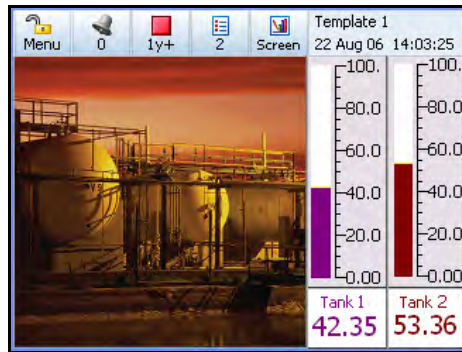 Menu 0 1y+ 2 Screen
Template 1
22 Aug 06 14:03:25
100. 100.
80.0 80.0
60.0 60.0
40.0 40.0
20.0 20.0
0.00 0.00
Tank 1 Tank 2
42.35 53.36